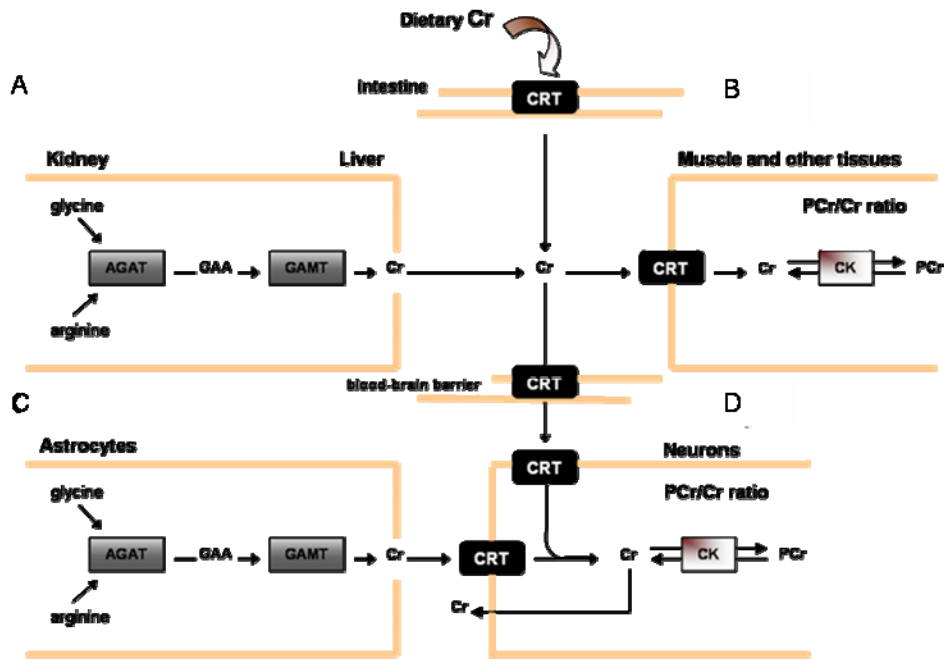 Dietary Cr
A
Intestine
CRT
B
Kidney
Liver
Muscle and other tissues
glycine
PCr/Cr ratio
AGAT
GAA
GAMT
Cr
Cr
CRT
Cr
CK
PCr
arginine
blood-brain barrier
CRT
C
D
Astrocytes
CRT
Neurons
glycine
PCr/Cr ratio
AGAT
GAA
GAMT
Cr
CRT
Cr
CK
PCr
arginine
Cr